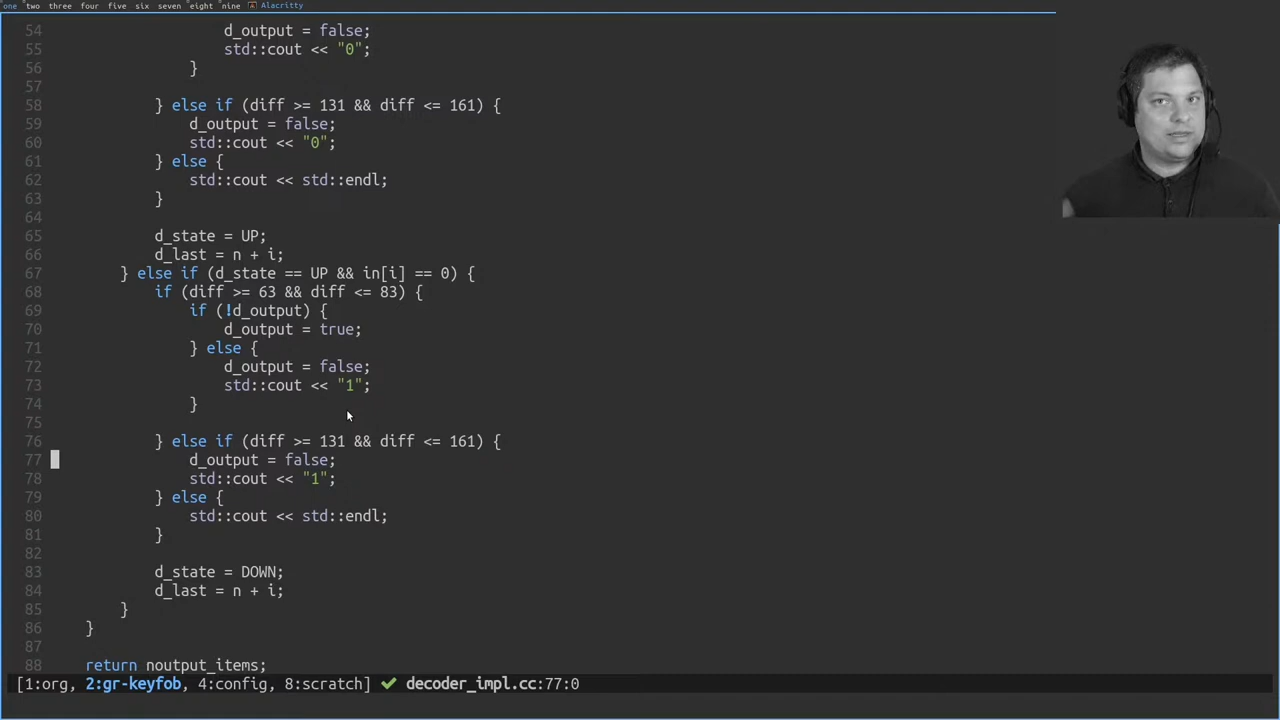 one two three four five six seven eight nine Alacritty
54 d_output = false;
55 std::cout << "0";
56 }
57
58 } else if (diff >= 131 && diff <= 161) {
59 d_output = false;
60 std::cout << "0";
61 } else {
62 std::cout << std::endl;
63 }
64
65 d_state = UP;
66 d_last = n + i;
67 } else if (d_state == UP && in[i] == 0) {
68 if (diff >= 63 && diff <= 83) {
69 if (!d_output) {
70 d_output = true;
71 } else {
72 d_output = false;
73 std::cout << "1";
74 }
75
76 } else if (diff >= 131 && diff <= 161) {
77 d_output = false;
78 std::cout << "1";
79 } else {
80 std::cout << std::endl;
81 }
82
83 d_state = DOWN;
84 d_last = n + i;
85 }
86 }
87
88 return noutput_items;
[1:org, 2:gr-keyfob, 4:config, 8:scratch] ✔ decoder_impl.cc:77:0